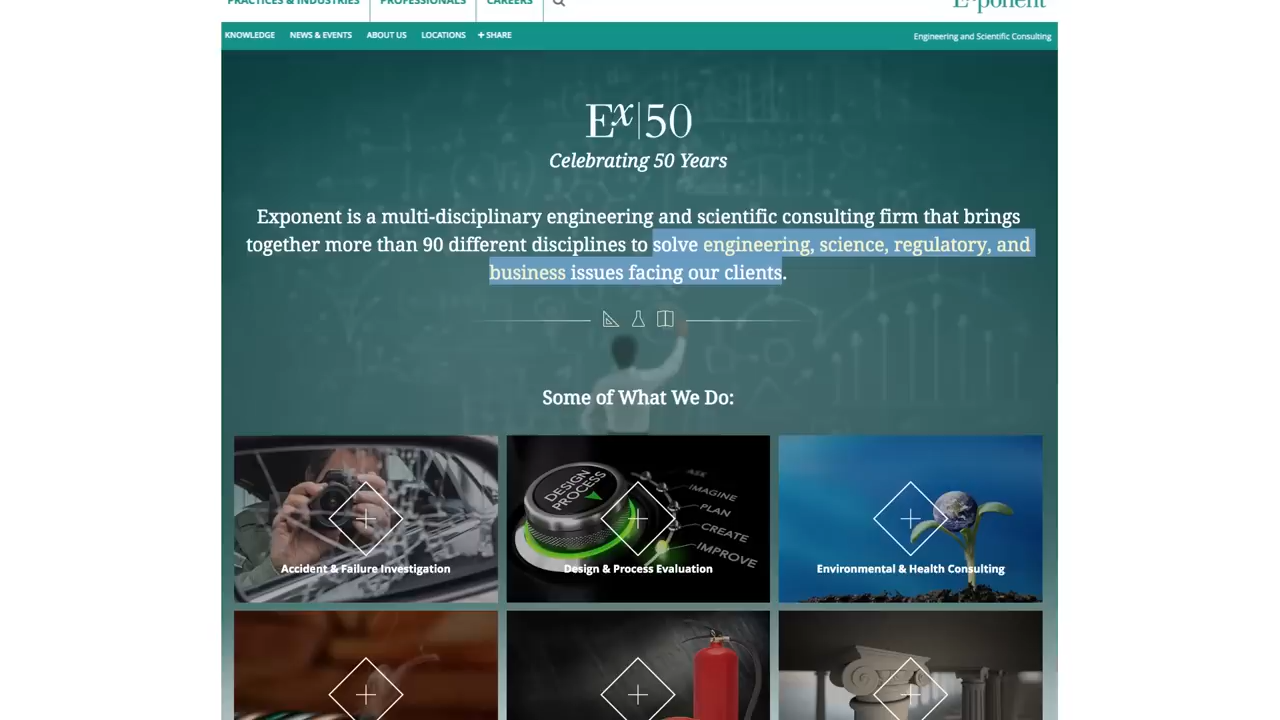 PRACTICES & INDUSTRIES PROFESSIONALS CAREERS Exponent
KNOWLEDGE NEWS & EVENTS ABOUT US LOCATIONS + SHARE Engineering and Scientific Consulting
Ex|50
Celebrating 50 Years
Exponent is a multi-disciplinary engineering and scientific consulting firm that brings
together more than 90 different disciplines to solve engineering, science, regulatory, and
business issues facing our clients.
Some of What We Do:
DESIGN
PROCESS
ASK
IMAGINE
PLAN
CREATE
IMPROVE
Accident & Failure Investigation Design & Process Evaluation Environmental & Health Consulting